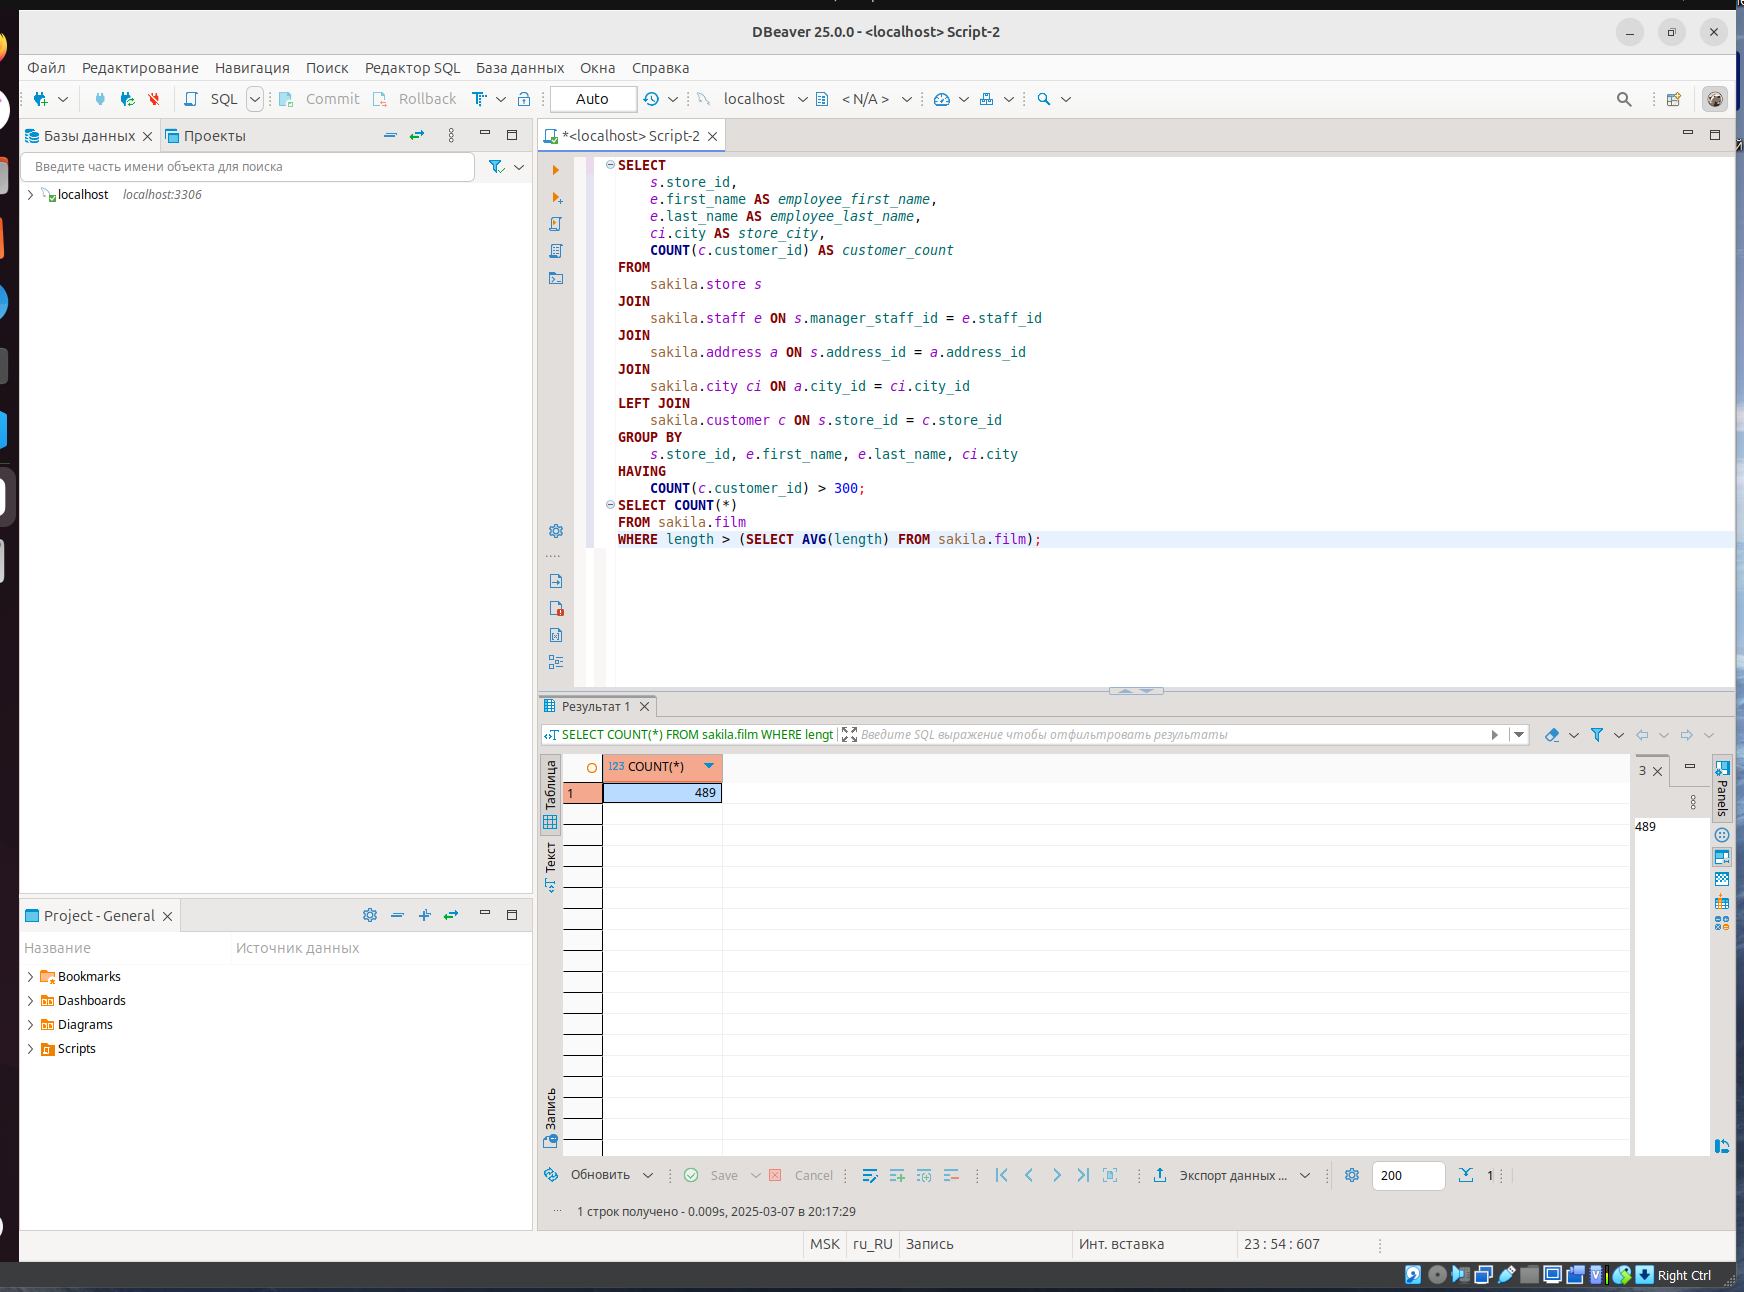 DBeaver 25.0.0 - <localhost> Script-2
Файл Редактирование Навигация Поиск Редактор SQL База данных Окна Справка
SQL Commit Rollback Auto localhost < N/A >
Базы данных Проекты
Введите часть имени объекта для поиска
localhost localhost:3306
*<localhost> Script-2
SELECT
s.store_id,
e.first_name AS employee_first_name,
e.last_name AS employee_last_name,
ci.city AS store_city,
COUNT(c.customer_id) AS customer_count
FROM
sakila.store s
JOIN
sakila.staff e ON s.manager_staff_id = e.staff_id
JOIN
sakila.address a ON s.address_id = a.address_id
JOIN
sakila.city ci ON a.city_id = ci.city_id
LEFT JOIN
sakila.customer c ON s.store_id = c.store_id
GROUP BY
s.store_id, e.first_name, e.last_name, ci.city
HAVING
COUNT(c.customer_id) > 300;
SELECT COUNT(*)
FROM sakila.film
WHERE length > (SELECT AVG(length) FROM sakila.film);
Результат 1
SELECT COUNT(*) FROM sakila.film WHERE lengt Введите SQL выражение чтобы отфильтровать результаты
Таблица
Текст
Запись
123 COUNT(*)
1 489
3
Panels
489
Project - General
Название Источник данных
Bookmarks
Dashboards
Diagrams
Scripts
Обновить Save Cancel Экспорт данных ... 200 1
1 строк получено - 0.009s, 2025-03-07 в 20:17:29
MSK ru_RU Запись Инт. вставка 23 : 54 : 607
Right Ctrl